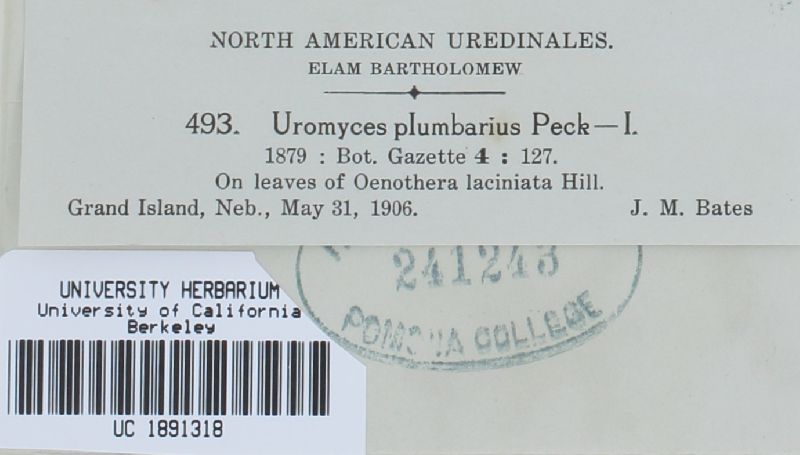 NORTH AMERICAN UREDINALES.
ELAM BARTHOLOMEW
493. Uromyces plumbarius Peck—I.
1879 : Bot. Gazette 4 : 127.
On leaves of Oenothera laciniata Hill.
Grand Island, Neb., May 31, 1906. J. M. Bates
241243
POMONA COLLEGE
UNIVERSITY HERBARIUM
University of California
Berkeley
UC 1891318